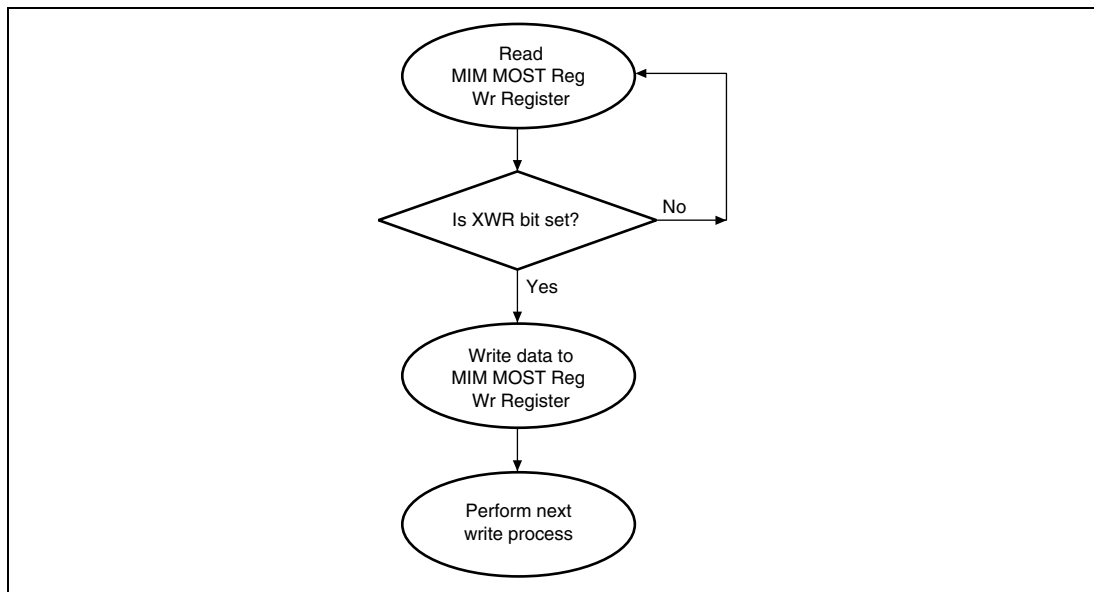 Read
MIM MOST Reg
Wr Register
Is XWR bit set?
No
Yes
Write data to
MIM MOST Reg
Wr Register
Perform next
write process